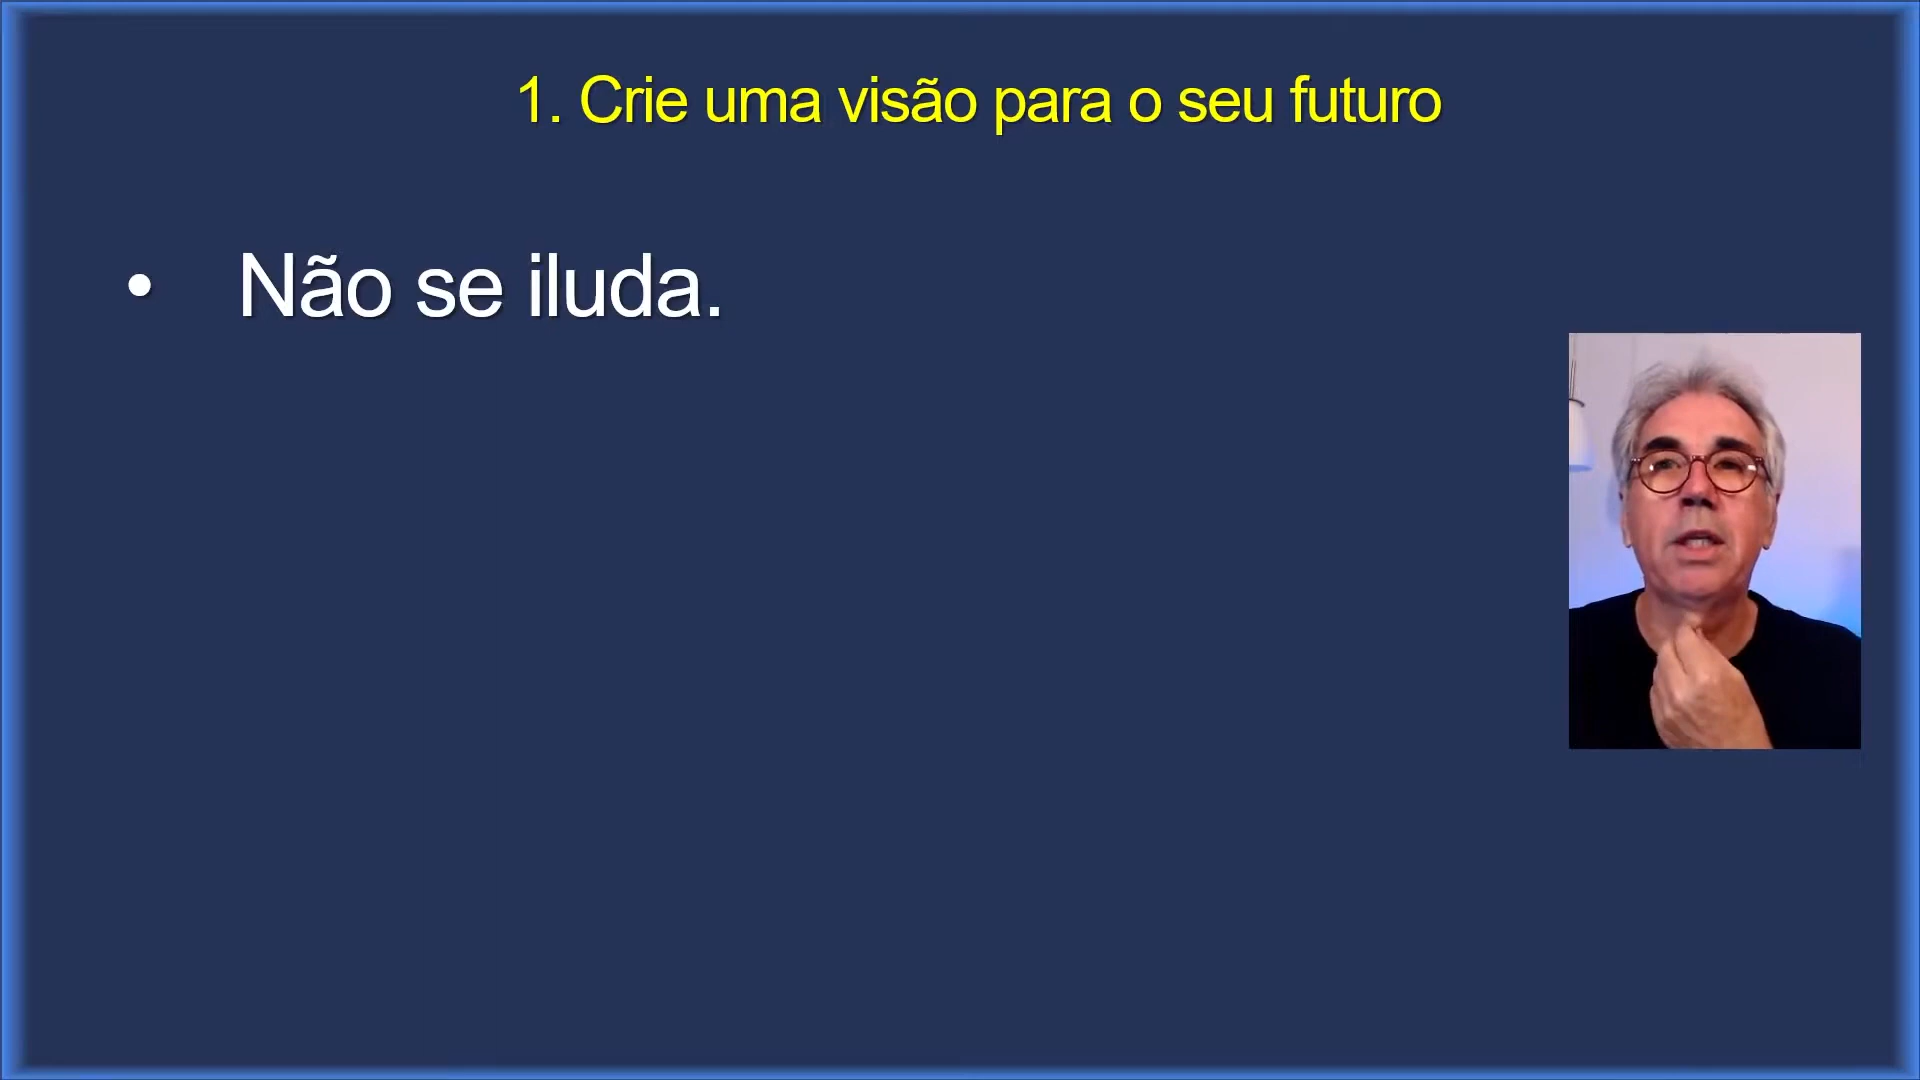 1. Crie uma visão para o seu futuro
• Não se iluda.